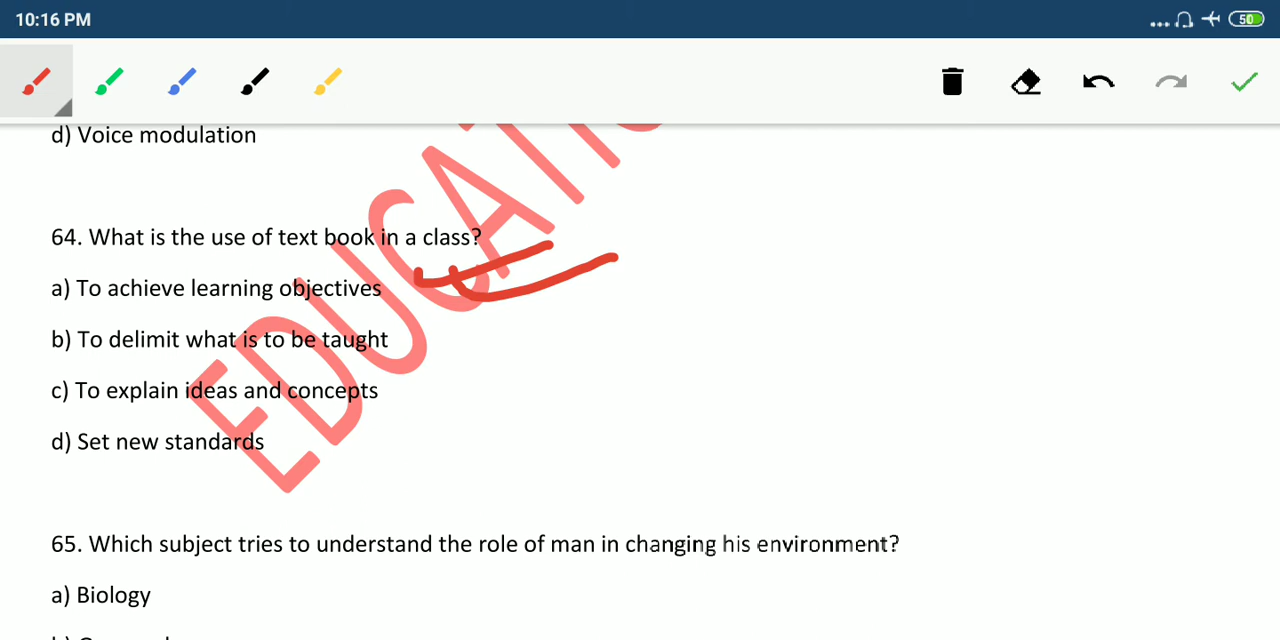 10:16 PM
50
d) Voice modulation
64. What is the use of text book in a class?
a) To achieve learning objectives
b) To delimit what is to be taught
c) To explain ideas and concepts
d) Set new standards
EDUCATI
65. Which subject tries to understand the role of man in changing his environment?
a) Biology